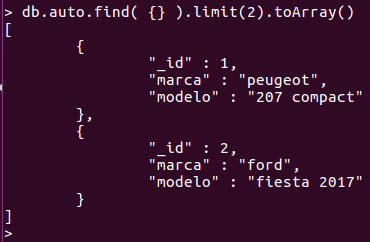 > db.auto.find( {} ).limit(2).toArray()
[
{
"_id" : 1,
"marca" : "peugeot",
"modelo" : "207 compact"
},
{
"_id" : 2,
"marca" : "ford",
"modelo" : "fiesta 2017"
}
]
>